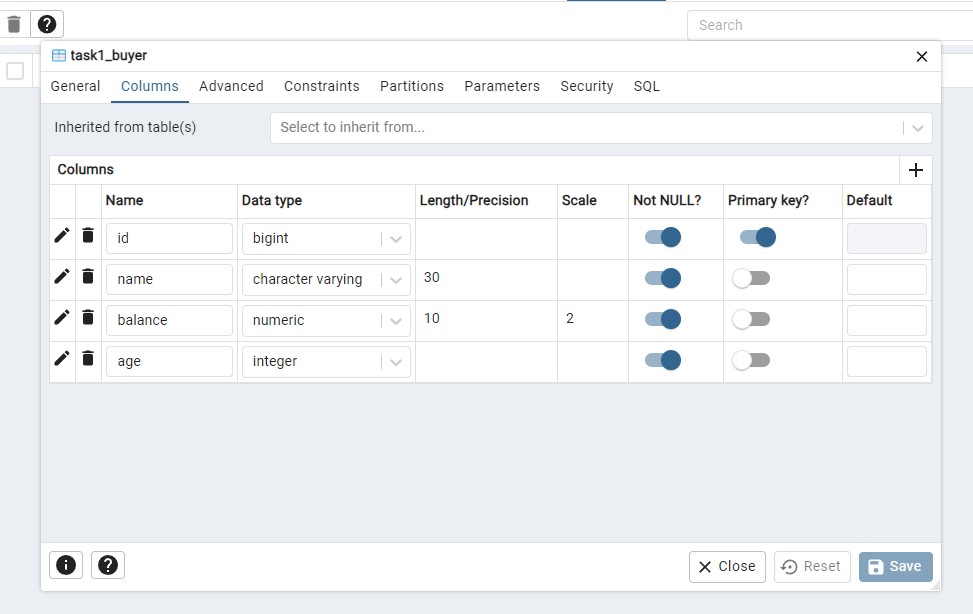 Search
task1_buyer
General Columns Advanced Constraints Partitions Parameters Security SQL
Inherited from table(s) Select to inherit from...
Columns
Name Data type Length/Precision Scale Not NULL? Primary key? Default
id bigint
name character varying 30
balance numeric 10 2
age integer
Close Reset Save